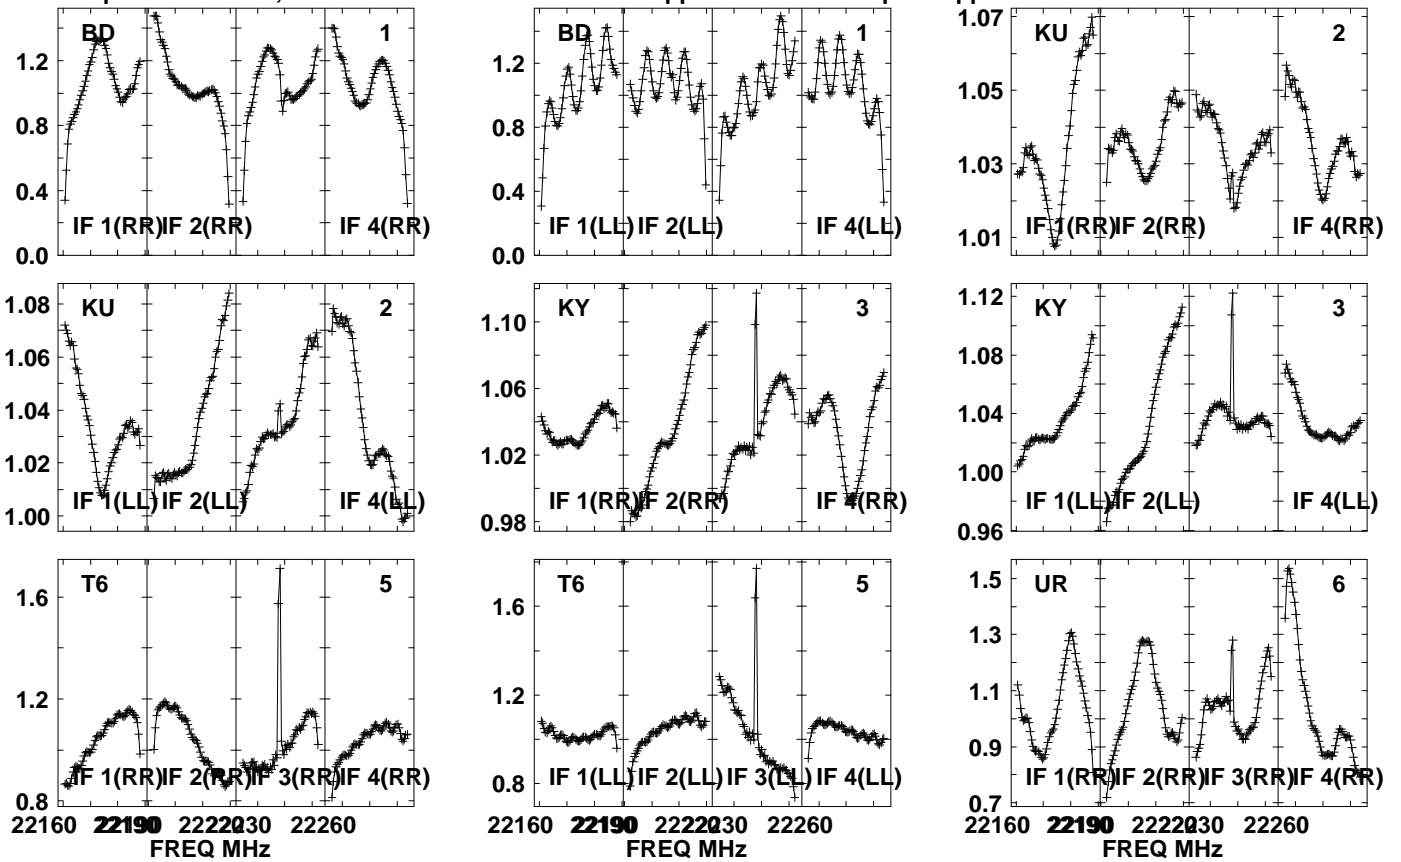 BD 1
1.2
0.8
0.4
0.0
IF 1(RR) IF 2(RR) IF 4(RR)
BD 1
1.2
0.8
0.4
0.0
IF 1(LL) IF 2(LL) IF 4(LL)
KU 2
1.07
1.05
1.03
1.01
IF 1(RR) IF 2(RR) IF 4(RR)
KU 2
1.08
1.06
1.04
1.02
1.00
IF 1(LL) IF 2(LL) IF 4(LL)
KY 3
1.10
1.06
1.02
0.98
IF 1(RR) IF 2(RR) IF 4(RR)
KY 3
1.12
1.08
1.04
1.00
0.96
IF 1(LL) IF 2(LL) IF 4(LL)
T6 5
1.6
1.2
0.8
IF 1(RR) IF 2(RR) IF 3(RR) IF 4(RR)
22160 22190 22220 22230 22260
FREQ MHz
T6 5
1.6
1.2
0.8
IF 1(LL) IF 2(LL) IF 3(LL) IF 4(LL)
22160 22190 22220 22230 22260
FREQ MHz
UR 6
1.5
1.3
1.1
0.9
0.7
IF 1(RR) IF 2(RR) IF 3(RR) IF 4(RR)
22160 22190 22220 22230 22260
FREQ MHz